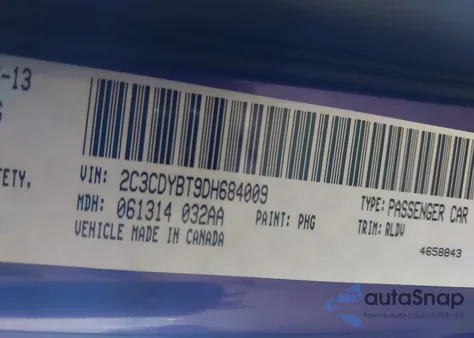 -13
G
ETY,
VIN: 2C3CDYBT9DH684009
TYPE: PASSENGER CAR
MDH: 061314 032AA
PAINT: PHG
TRIM: RLDV
VEHICLE MADE IN CANADA
4658843
autaSnap